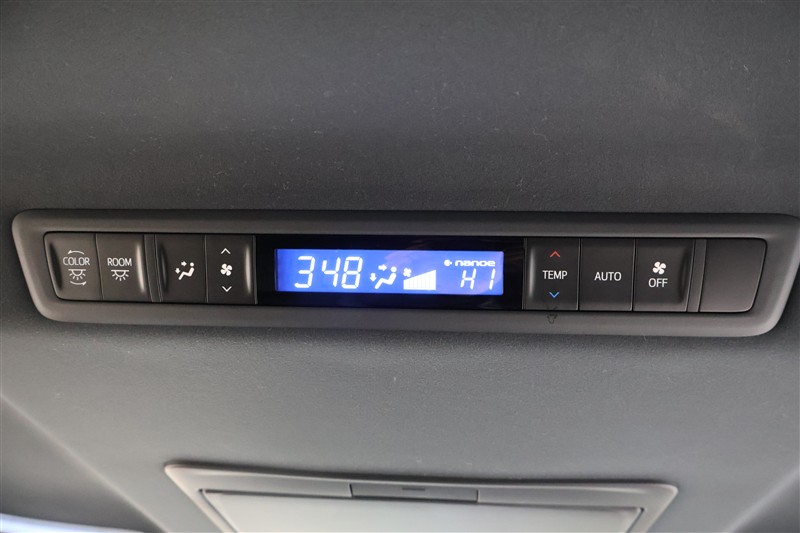 COLOR
ROOM
348
nanoe
HI
TEMP
AUTO
OFF